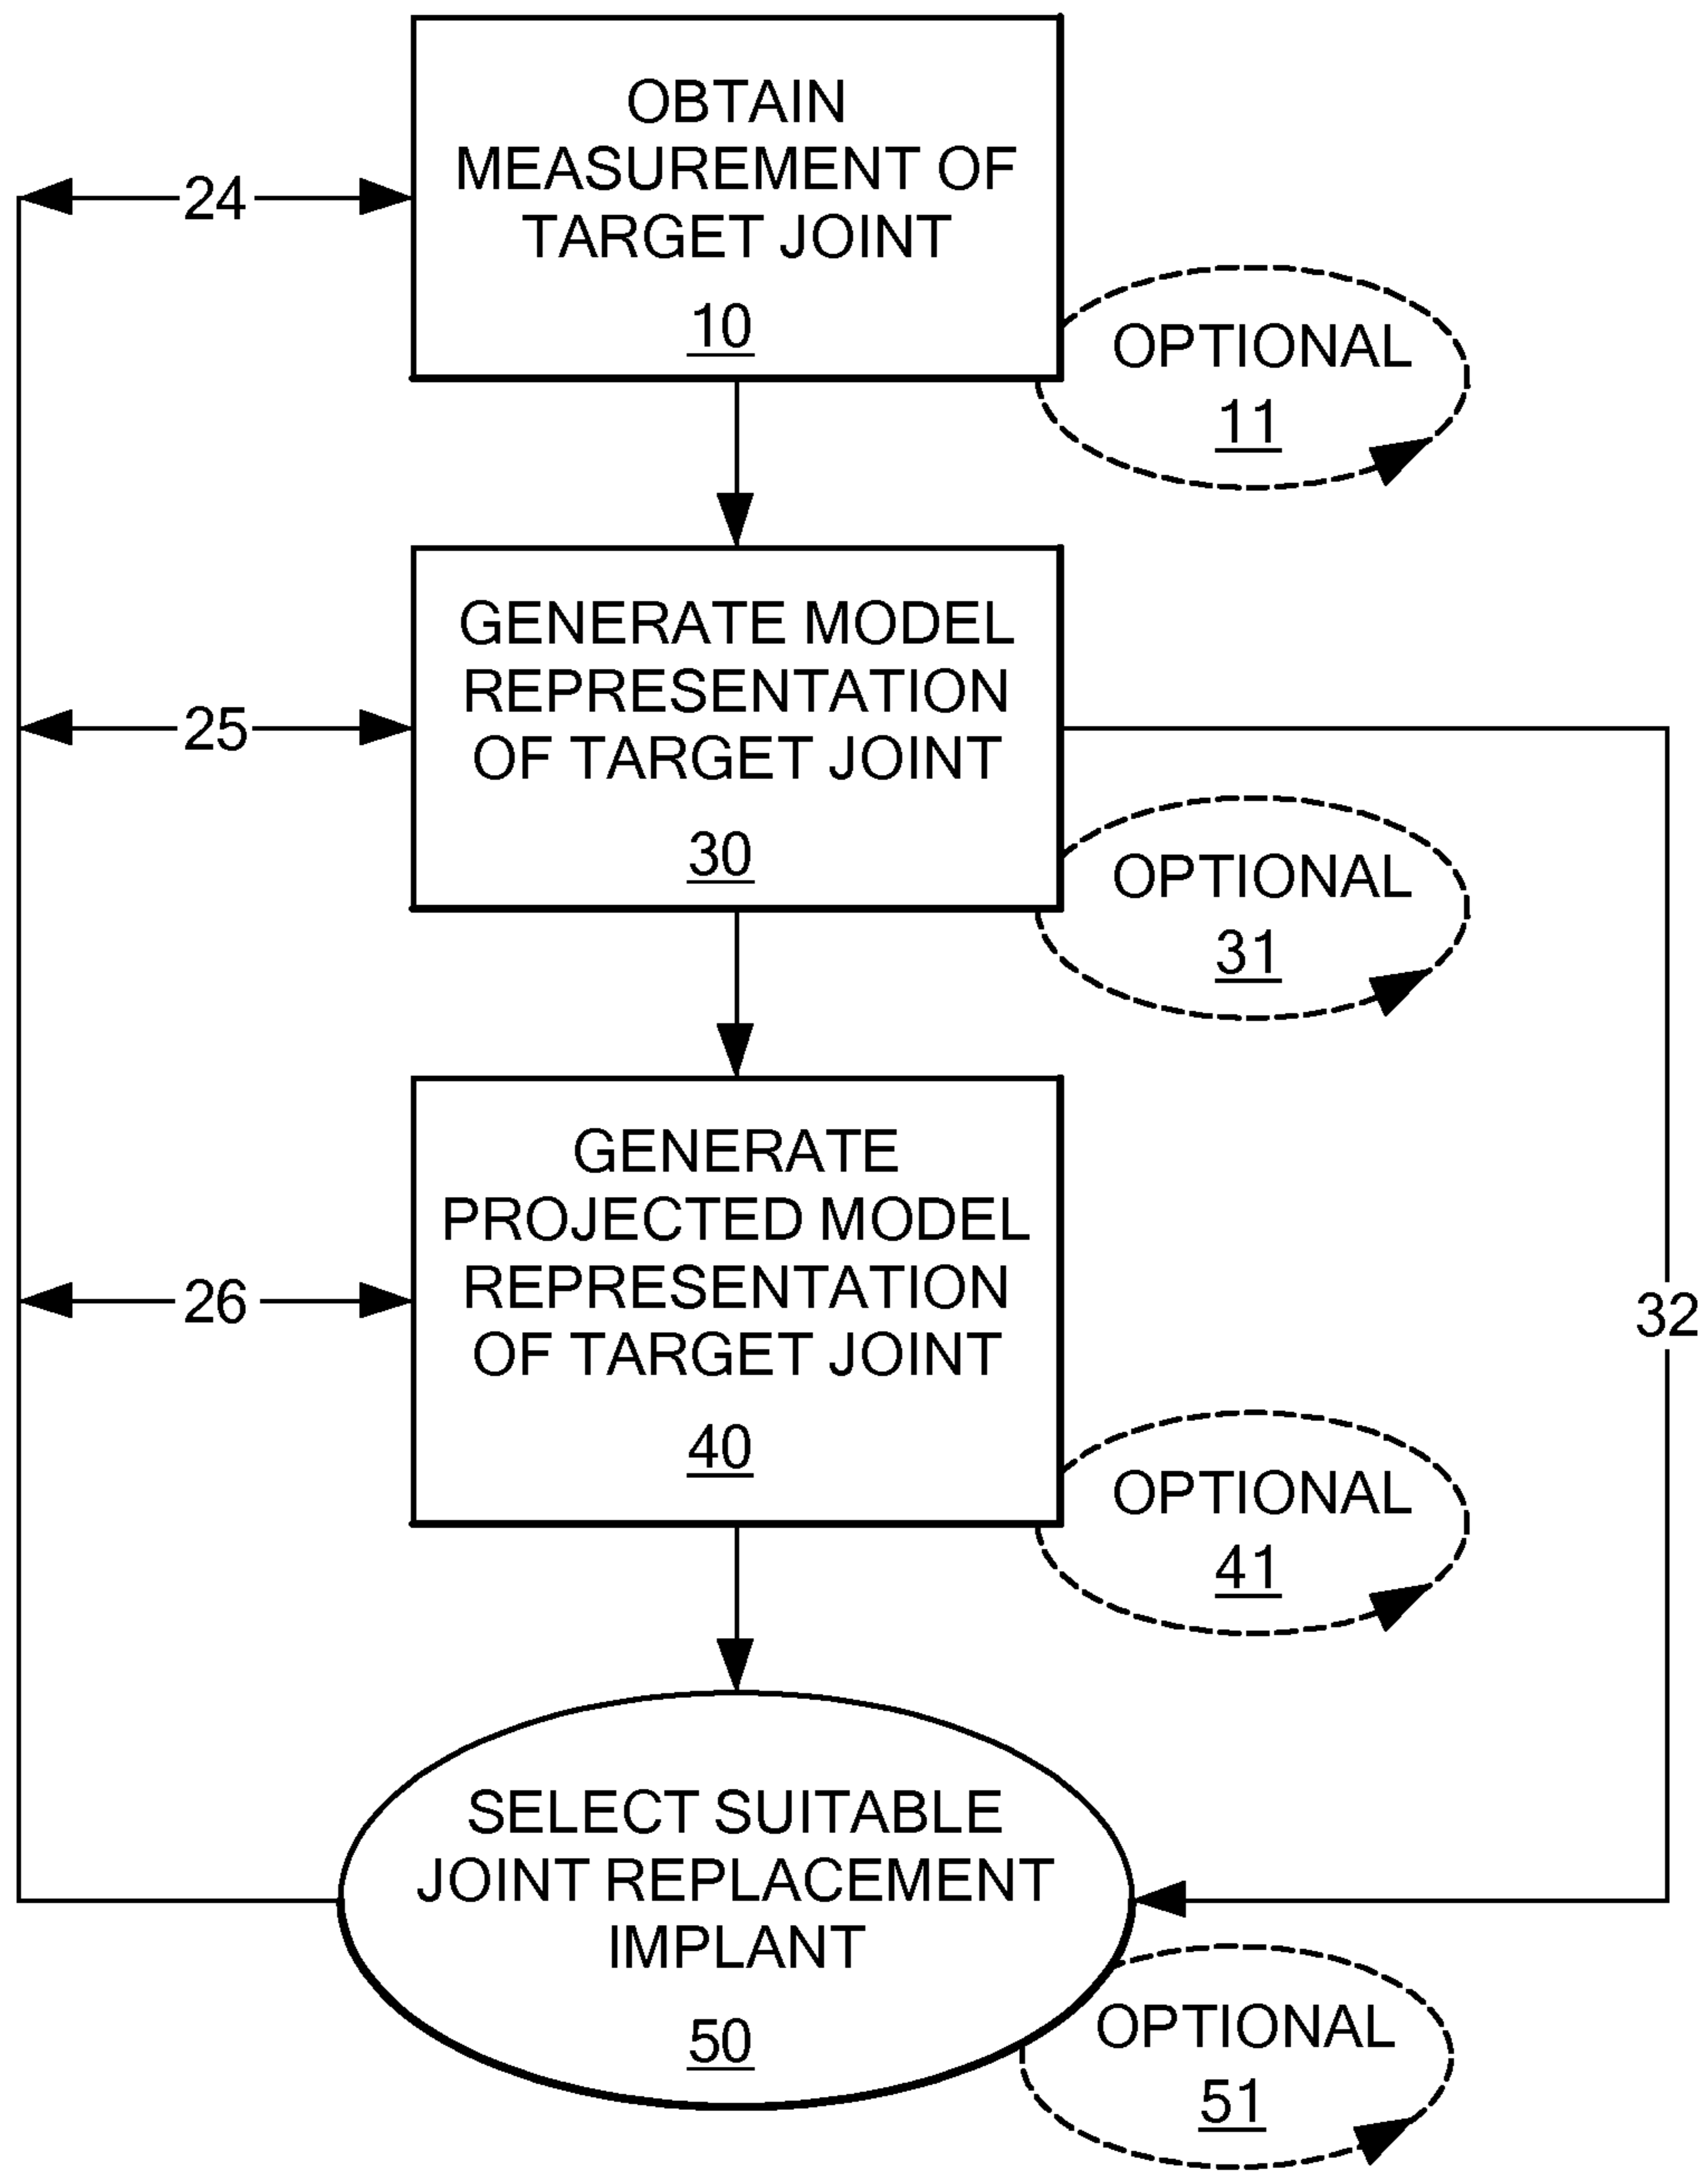 OBTAIN
MEASUREMENT OF
TARGET JOINT
10
24
OPTIONAL
11
GENERATE MODEL
REPRESENTATION
OF TARGET JOINT
30
25
OPTIONAL
31
GENERATE
PROJECTED MODEL
REPRESENTATION
OF TARGET JOINT
40
26
32
OPTIONAL
41
SELECT SUITABLE
JOINT REPLACEMENT
IMPLANT
50
OPTIONAL
51